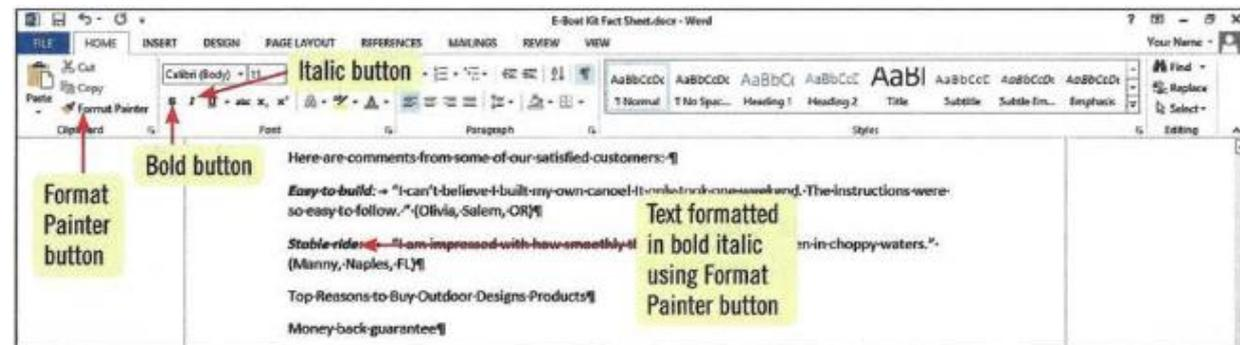 E-Boat Kit Fact Sheet.docx - Word
FILE HOME INSERT DESIGN PAGE LAYOUT REFERENCES MAILINGS REVIEW VIEW Your Name
Cut
Copy
Paste
Format Painter
Clipboard
Calibri (Body) 11
Font
Paragraph
AaBbCcDc AaBbCcDc AaBbCc AaBbCcC AaBl AaBbCcC AaBbCcDc AaBbCcDc
¶ Normal ¶ No Spac... Heading 1 Heading 2 Title Subtitle Subtle Em... Emphasis
Styles
Find
Replace
Select
Editing
Italic button
Bold button
Format
Painter
button
Here·are·comments·from·some·of·our·satisfied·customers:·¶
Easy·to·build:·→ "I·can't·believe·I·built·my·own·canoe!·It·only·took·one·weekend.·The·instructions·were·
so·easy·to·follow.·"·(Olivia,·Salem,·OR)¶
Stable·ride: "I·am·impressed·with·how·smoothly in·choppy·waters."·
(Manny,·Naples,·FL)¶
Top·Reasons·to·Buy·Outdoor·Designs·Products¶
Money·back·guarantee¶
Text formatted
in bold italic
using Format
Painter button